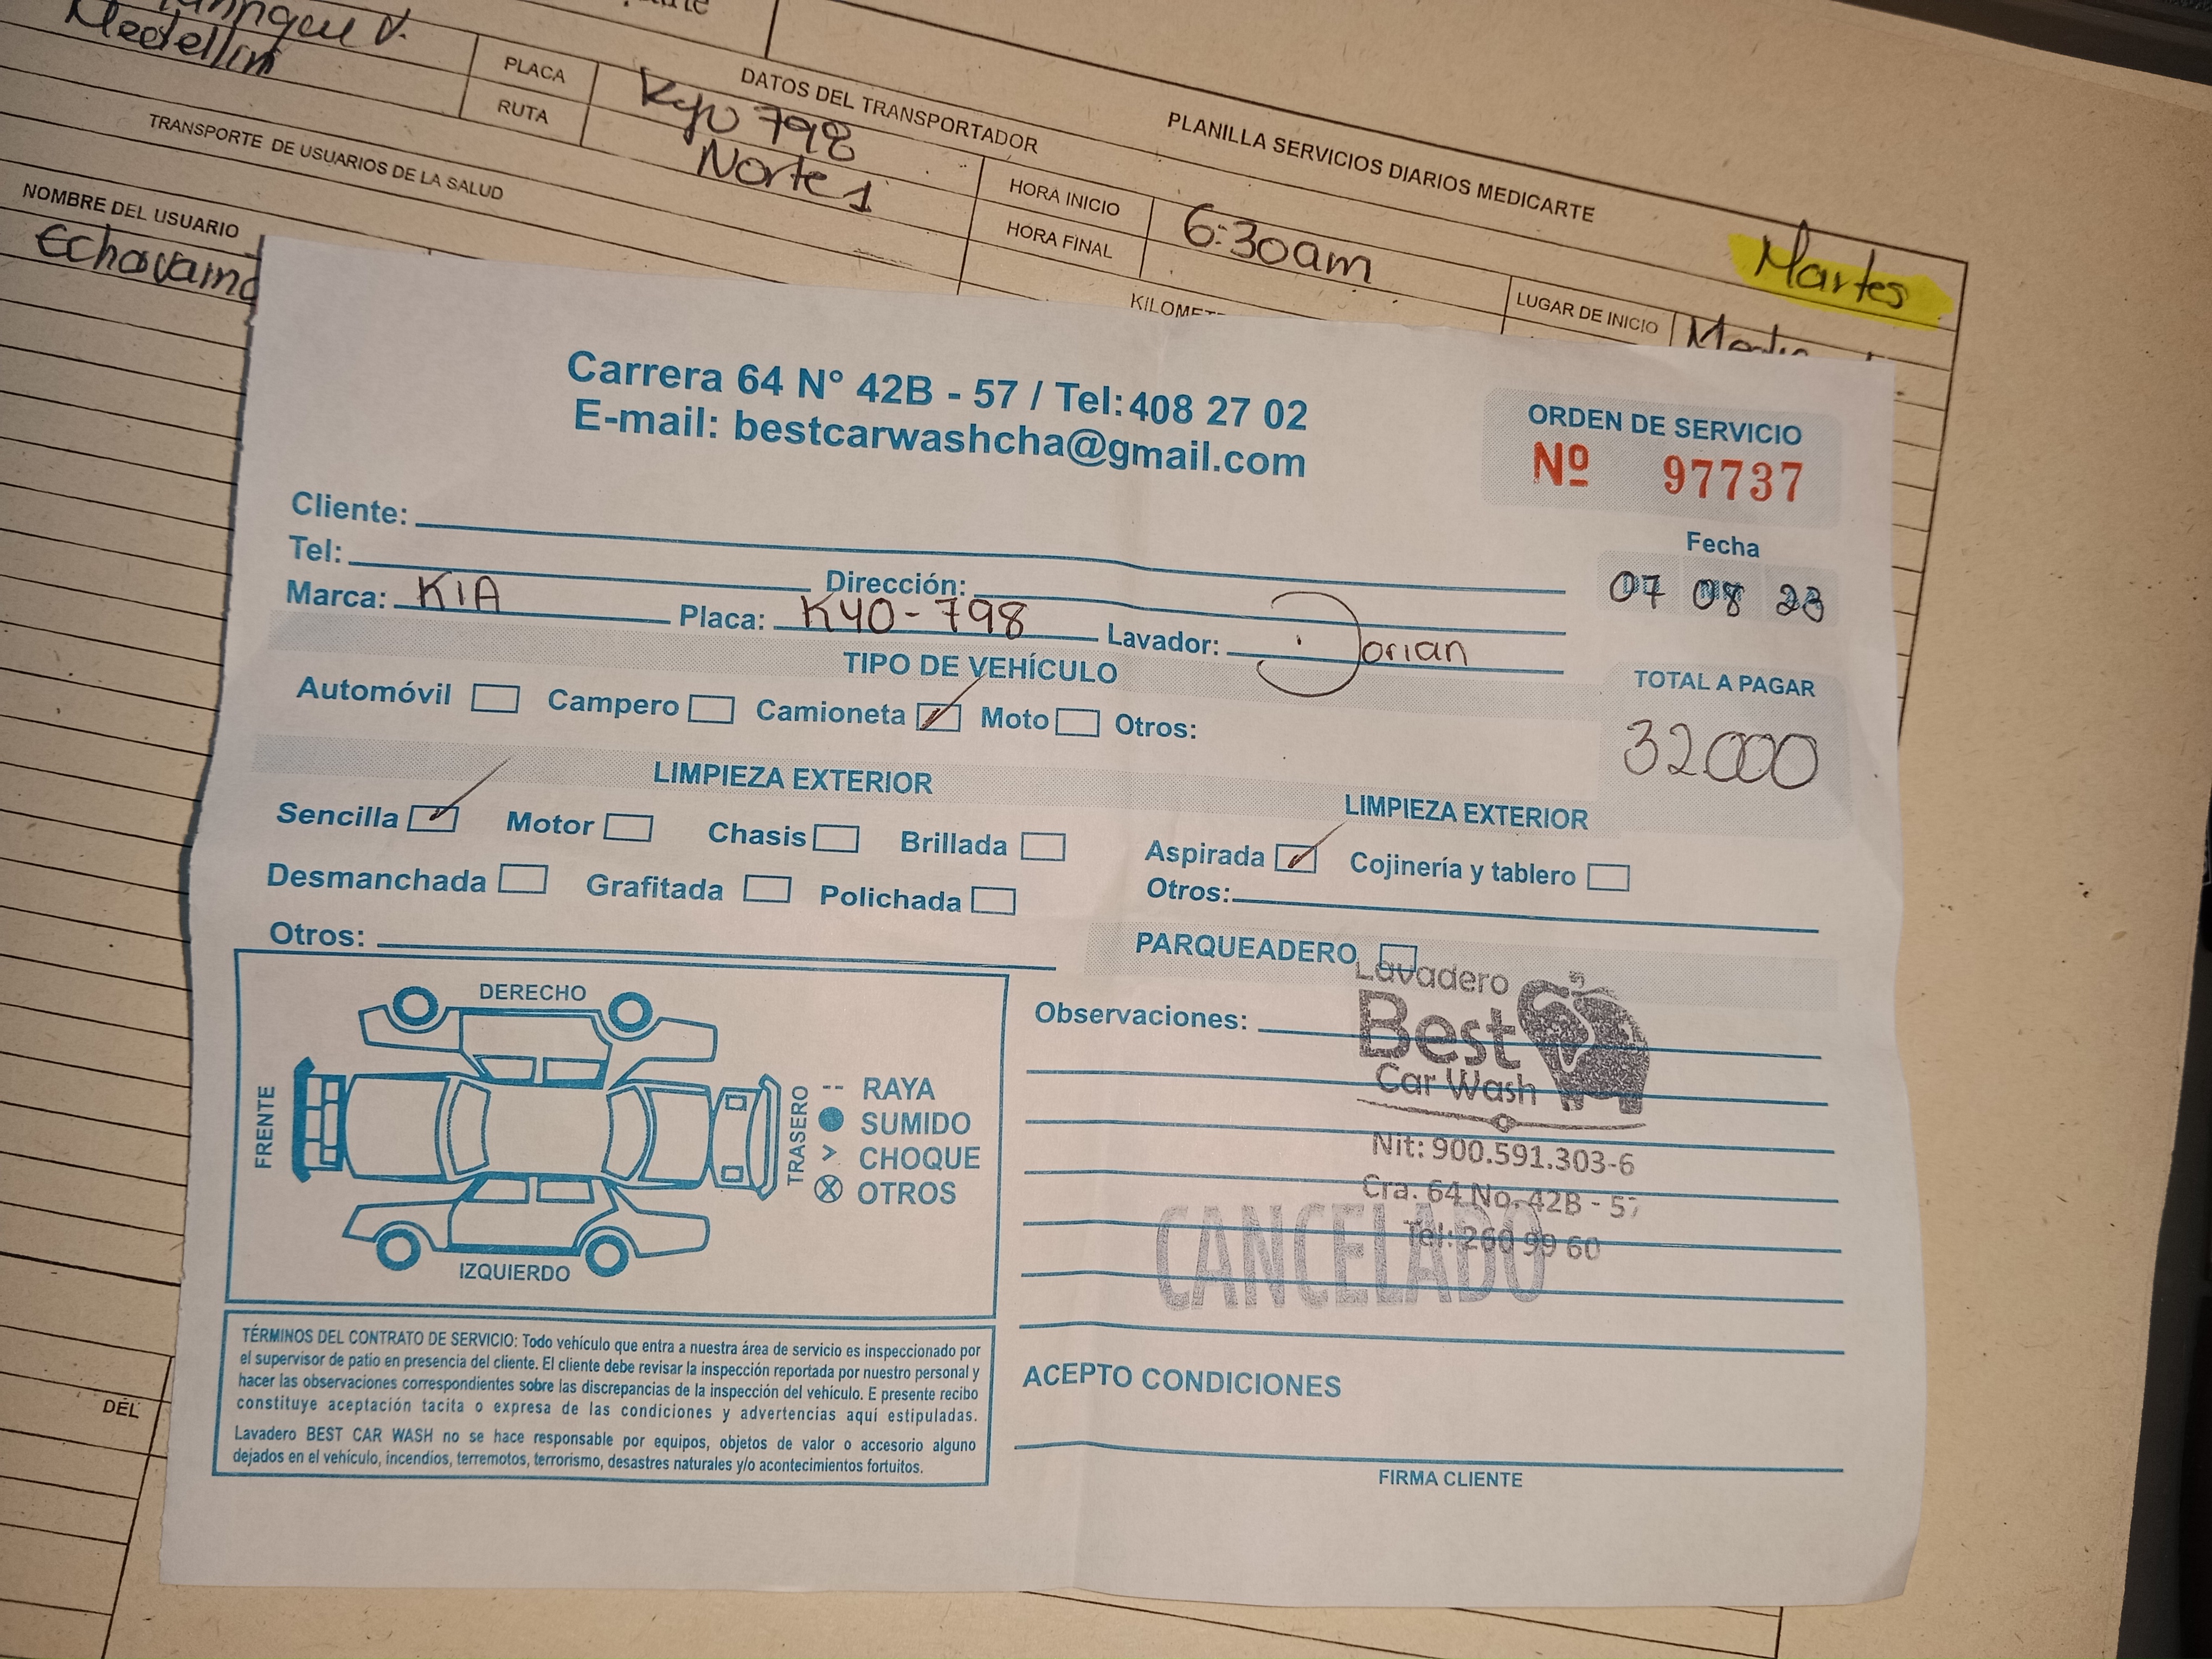 Medellín
PLACA
Kyo 798
RUTA
Norte 1
DATOS DEL TRANSPORTADOR
PLANILLA SERVICIOS DIARIOS MEDICARTE
Martes
TRANSPORTE DE USUARIOS DE LA SALUD
HORA INICIO
6:30am
HORA FINAL
NOMBRE DEL USUARIO
LUGAR DE INICIO
Carrera 64 N° 42B - 57 / Tel: 408 27 02
E-mail: bestcarwashcha@gmail.com
ORDEN DE SERVICIO
Nº 97737
Cliente:
Fecha
07 08 23
Tel: Dirección:
Marca: KIA Placa: KYO-798 Lavador: Dorian
TIPO DE VEHÍCULO
TOTAL A PAGAR
32000
Automóvil Campero Camioneta Moto Otros:
LIMPIEZA EXTERIOR
Sencilla Motor Chasis Brillada
Desmanchada Grafitada Polichada
Otros:
LIMPIEZA EXTERIOR
Aspirada Cojinería y tablero
Otros:
PARQUEADERO
Observaciones:
Lavadero
Best
Car Wash
Nit: 900.591.303-6
Cra. 64 No. 42B - 57
Tel: 260 99 60
CANCELADO
DERECHO
FRENTE
TRASERO
IZQUIERDO
-- RAYA
SUMIDO
> CHOQUE
OTROS
TÉRMINOS DEL CONTRATO DE SERVICIO: Todo vehículo que entra a nuestra área de servicio es inspeccionado por
el supervisor de patio en presencia del cliente. El cliente debe revisar la inspección reportada por nuestro personal y
hacer las observaciones correspondientes sobre las discrepancias de la inspección del vehículo. E presente recibo
constituye aceptación tacita o expresa de las condiciones y advertencias aquí estipuladas.
Lavadero BEST CAR WASH no se hace responsable por equipos, objetos de valor o accesorio alguno
dejados en el vehículo, incendios, terremotos, terrorismo, desastres naturales y/o acontecimientos fortuitos.
ACEPTO CONDICIONES
FIRMA CLIENTE
DEL